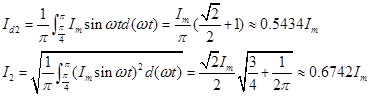 I_{d2} = \frac{1}{\pi}\int_{\frac{\pi}{4}}^{\pi} I_m \sin \omega t d(\omega t) = \frac{I_m}{\pi}(\frac{\sqrt{2}}{2}+1) \approx 0.5434 I_m
I_2 = \sqrt{\frac{1}{\pi}\int_{\frac{\pi}{4}}^{\pi} (I_m \sin \omega t)^2 d(\omega t)} = \frac{\sqrt{2} I_m}{2}\sqrt{\frac{3}{4}+\frac{1}{2\pi}} \approx 0.6742 I_m